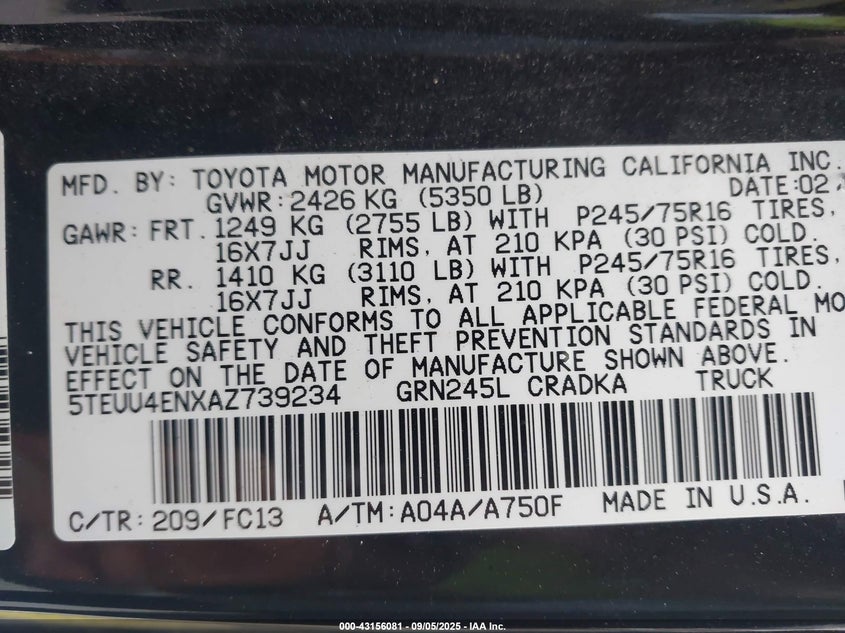 MFD. BY: TOYOTA MOTOR MANUFACTURING CALIFORNIA INC.
GVWR: 2426 KG (5350 LB) DATE: 02
GAWR: FRT. 1249 KG (2755 LB) WITH P245/75R16 TIRES,
16X7JJ RIMS, AT 210 KPA (30 PSI) COLD.
RR. 1410 KG (3110 LB) WITH P245/75R16 TIRES,
16X7JJ RIMS, AT 210 KPA (30 PSI) COLD.
THIS VEHICLE CONFORMS TO ALL APPLICABLE FEDERAL MO
VEHICLE SAFETY AND THEFT PREVENTION STANDARDS IN
EFFECT ON THE DATE OF MANUFACTURE SHOWN ABOVE.
5TEUU4ENXAZ739234 GRN245L CRADKA TRUCK
C/TR: 209/FC13 A/TM: A04A/A750F MADE IN U.S.A.
000-43156081 - 09/05/2025 - IAA Inc.